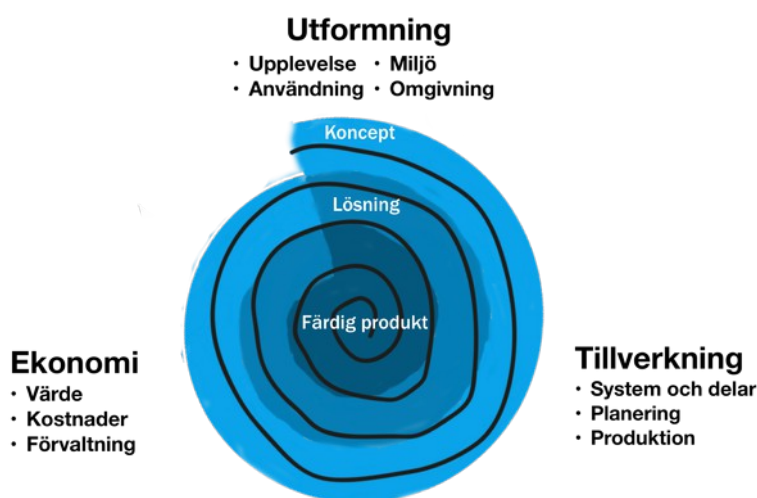 Utformning
• Upplevelse • Miljö
• Användning • Omgivning
Koncept
Lösning
Färdig produkt
Ekonomi
• Värde
• Kostnader
• Förvaltning
Tillverkning
• System och delar
• Planering
• Produktion